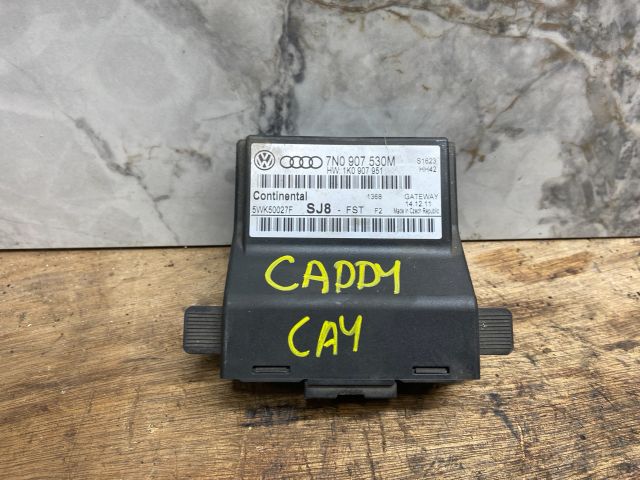 7N0 907 530M S1623
HW: 1K0 907 951 HH42
Continental 1368 GATEWAY
14.12.11
5WK50027F SJ8 - FST F2 Made in Czech Republic
CADDY
CAY